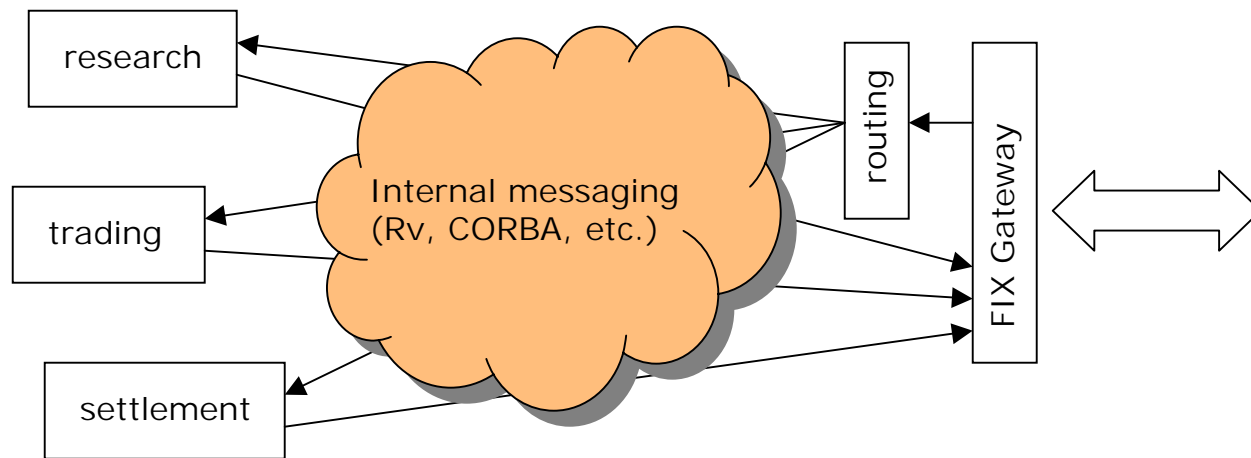 research
routing
FIX Gateway
Internal messaging
(Rv, CORBA, etc.)
trading
settlement